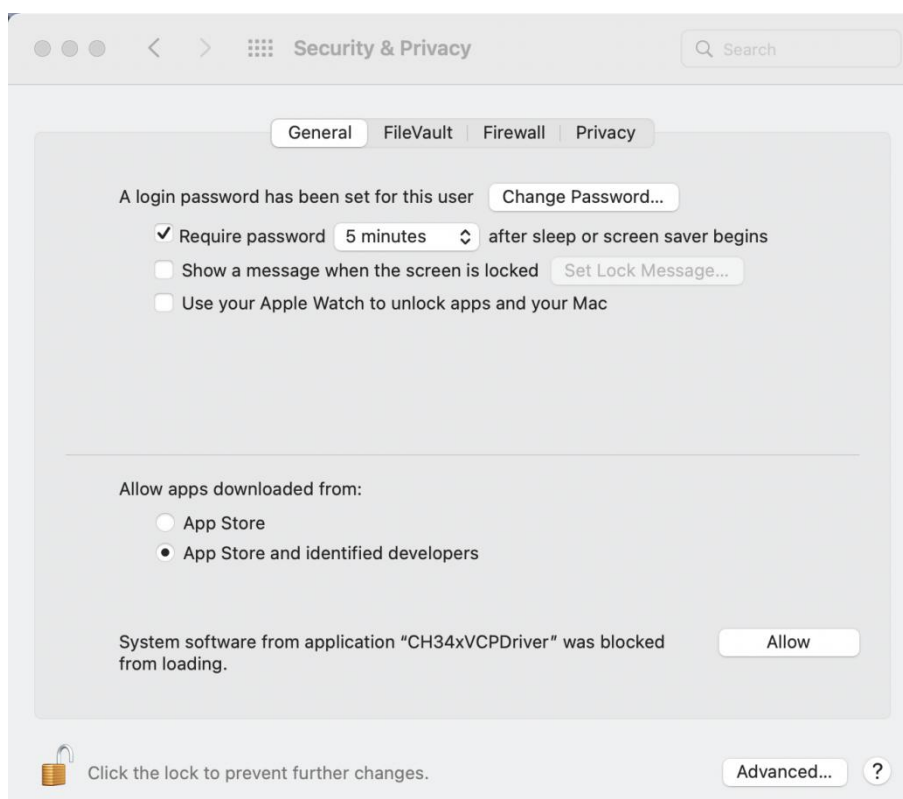 Security & Privacy
Search
General FileVault Firewall Privacy
A login password has been set for this user Change Password...
Require password 5 minutes after sleep or screen saver begins
Show a message when the screen is locked Set Lock Message...
Use your Apple Watch to unlock apps and your Mac
Allow apps downloaded from:
App Store
App Store and identified developers
System software from application “CH34xVCPDriver” was blocked
from loading.
Allow
Click the lock to prevent further changes.
Advanced... ?